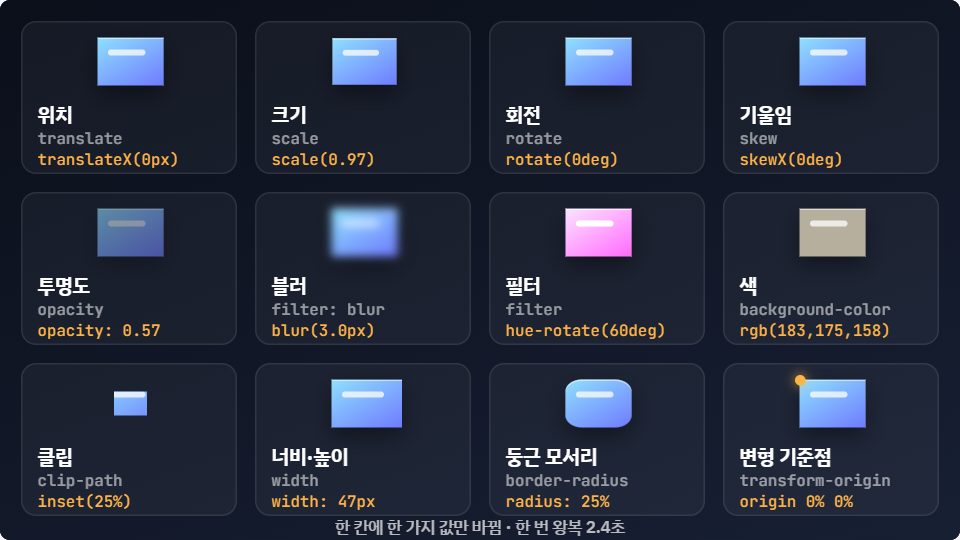 위치
translate
translateX(0px)
크기
scale
scale(0.97)
회전
rotate
rotate(0deg)
기울임
skew
skewX(0deg)
투명도
opacity
opacity: 0.57
블러
filter: blur
blur(3.0px)
필터
filter
hue-rotate(60deg)
색
background-color
rgb(183,175,158)
클립
clip-path
inset(25%)
너비·높이
width
width: 47px
둥근 모서리
border-radius
radius: 25%
변형 기준점
transform-origin
origin 0% 0%
한 칸에 한 가지 값만 바뀜 · 한 번 왕복 2.4초